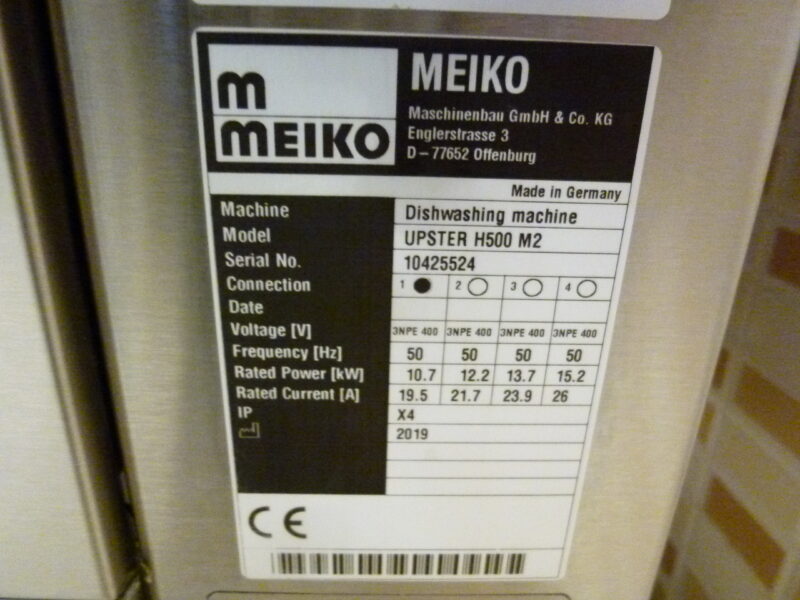 m
MEIKO
MEIKO
Maschinenbau GmbH & Co. KG
Englerstrasse 3
D–77652 Offenburg
Made in Germany
Machine Dishwashing machine
Model UPSTER H500 M2
Serial No. 10425524
Connection 1 2 3 4
Date
Voltage [V] 3NPE 400 3NPE 400 3NPE 400 3NPE 400
Frequency [Hz] 50 50 50 50
Rated Power [kW] 10.7 12.2 13.7 15.2
Rated Current [A] 19.5 21.7 23.9 26
IP X4
2019
CE